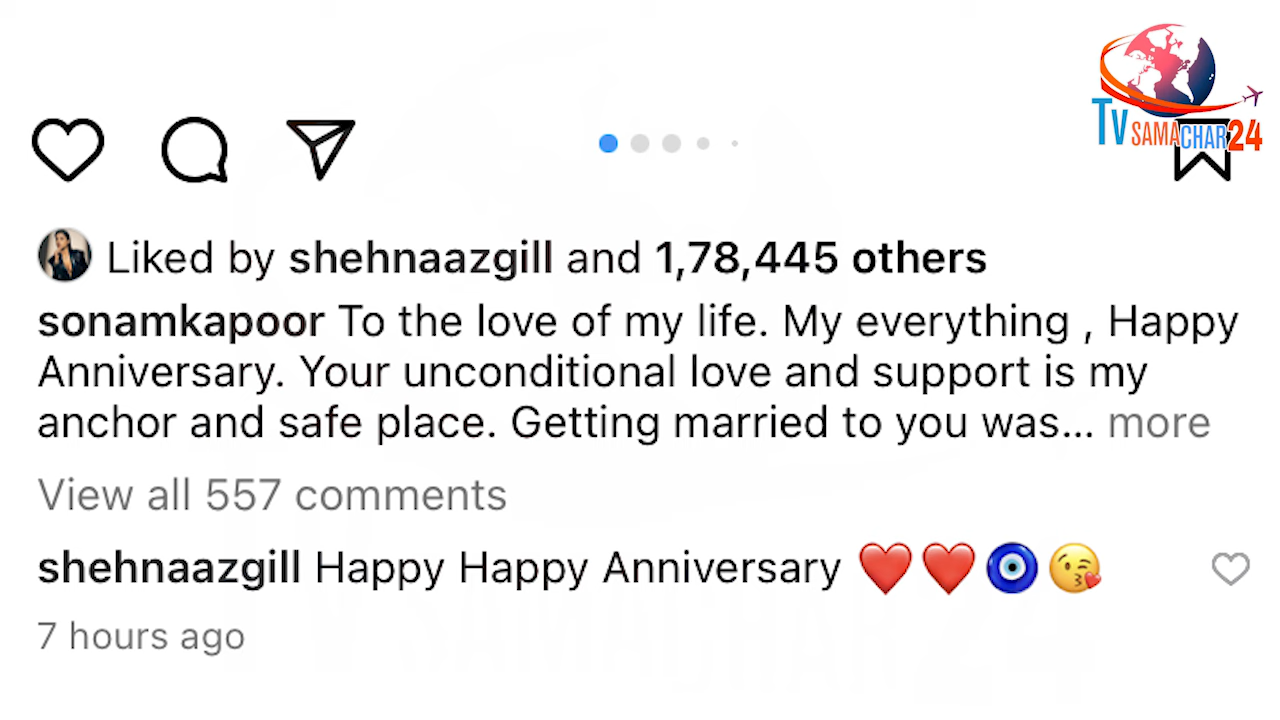 TV SAMACHAR24
Liked by shehnaazgill and 1,78,445 others
sonamkapoor To the love of my life. My everything , Happy
Anniversary. Your unconditional love and support is my
anchor and safe place. Getting married to you was... more
View all 557 comments
shehnaazgill Happy Happy Anniversary ❤️❤️🧿😘
7 hours ago